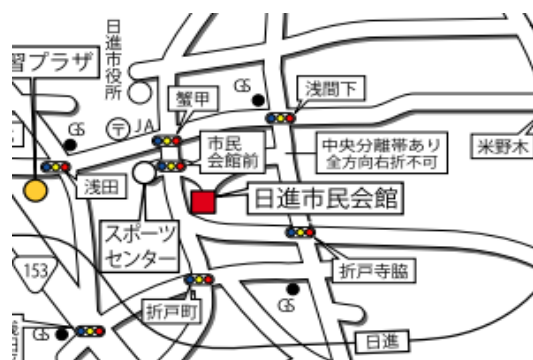 日進市役所
習プラザ
GS
浅間下
蟹甲
JA
GS
市民
会館前
中央分離帯あり
全方向右折不可
米野木
浅田
日進市民会館
スポーツ
センター
153
折戸寺脇
折戸町
GS
GS
日進